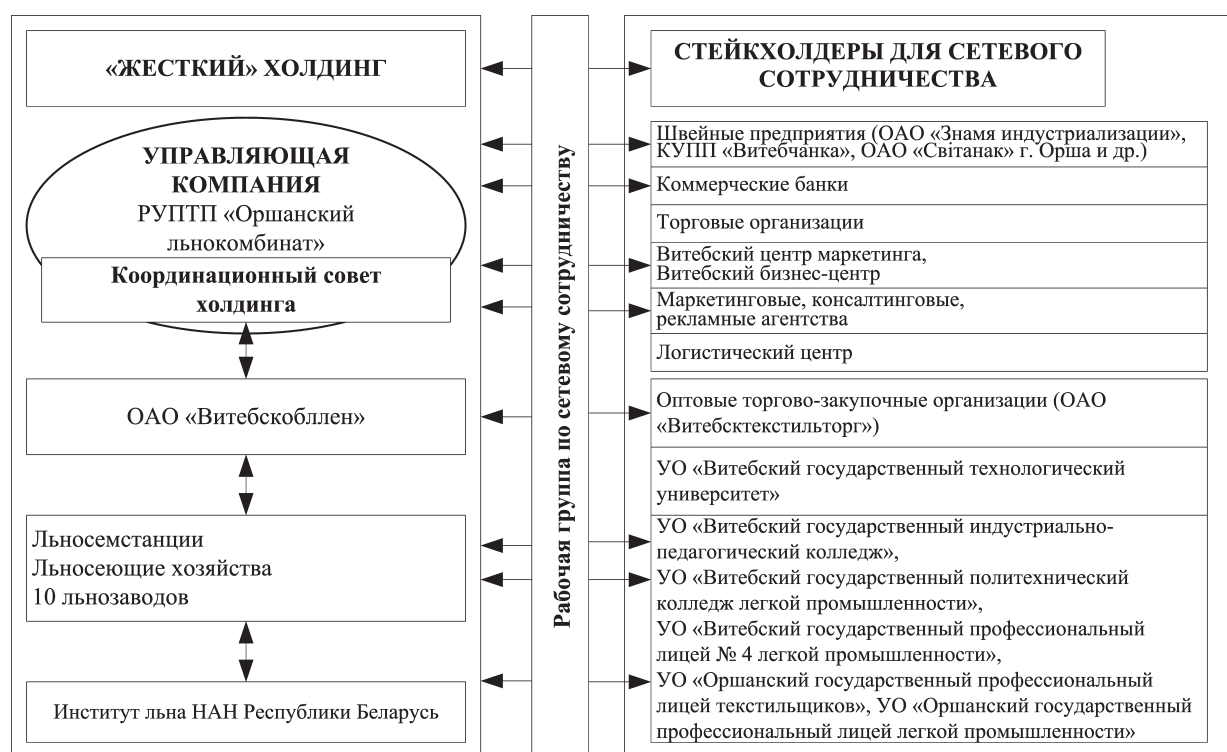 «ЖЕСТКИЙ» ХОЛДИНГ
УПРАВЛЯЮЩАЯ
КОМПАНИЯ
РУПТП «Оршанский
льнокомбинат»
Координационный совет
холдинга
ОАО «Витебскобллен»
Льносемстанции
Льносеющие хозяйства
10 льнозаводов
Институт льна НАН Республики Беларусь
Рабочая группа по сетевому сотрудничеству
СТЕЙКХОЛДЕРЫ ДЛЯ СЕТЕВОГО
СОТРУДНИЧЕСТВА
Швейные предприятия (ОАО «Знамя индустриализации»,
КУПП «Витебчанка», ОАО «Світанак» г. Орша и др.)
Коммерческие банки
Торговые организации
Витебский центр маркетинга,
Витебский бизнес-центр
Маркетинговые, консалтинговые,
рекламные агентства
Логистический центр
Оптовые торгово-закупочные организации (ОАО
«Витебсктекстильторг»)
УО «Витебский государственный технологический
университет»
УО «Витебский государственный индустриально-
педагогический колледж»,
УО «Витебский государственный политехнический
колледж легкой промышленности»,
УО «Витебский государственный профессиональный
лицей № 4 легкой промышленности»,
УО «Оршанский государственный профессиональный
лицей текстильщиков», УО «Оршанский государственный
профессиональный лицей легкой промышленности»